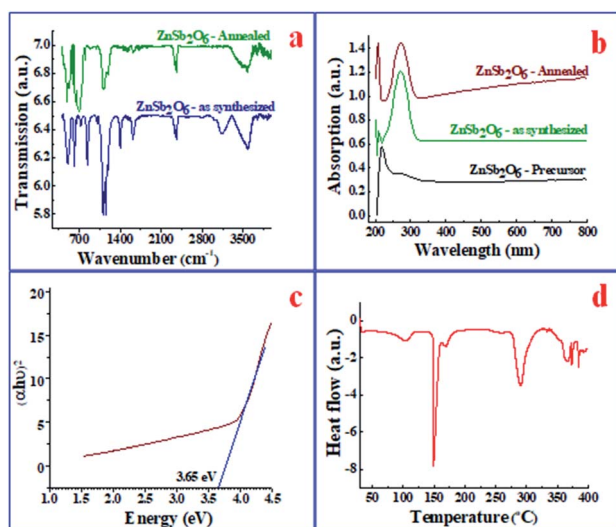 a
ZnSb2O6 - Annealed
ZnSb2O6 - as synthesized
7.0
6.8
6.6
6.4
6.2
6.0
5.8
Transmission (a.u.)
700 1400 2100 2800 3500
Wavenumber (cm-1)
b
ZnSb2O6 - Annealed
ZnSb2O6 - as synthesized
ZnSb2O6 - Precursor
1.4
1.2
1.0
0.8
0.6
0.4
0.2
0.0
Absorption (a.u.)
200 300 400 500 600 700 800
Wavelength (nm)
c
20
15
10
5
0
(αhυ)2
3.65 eV
1.0 1.5 2.0 2.5 3.0 3.5 4.0 4.5
Energy (eV)
d
0
-2
-4
-6
-8
Heat flow (a.u.)
50 100 150 200 250 300 350 400
Temperature (°C)